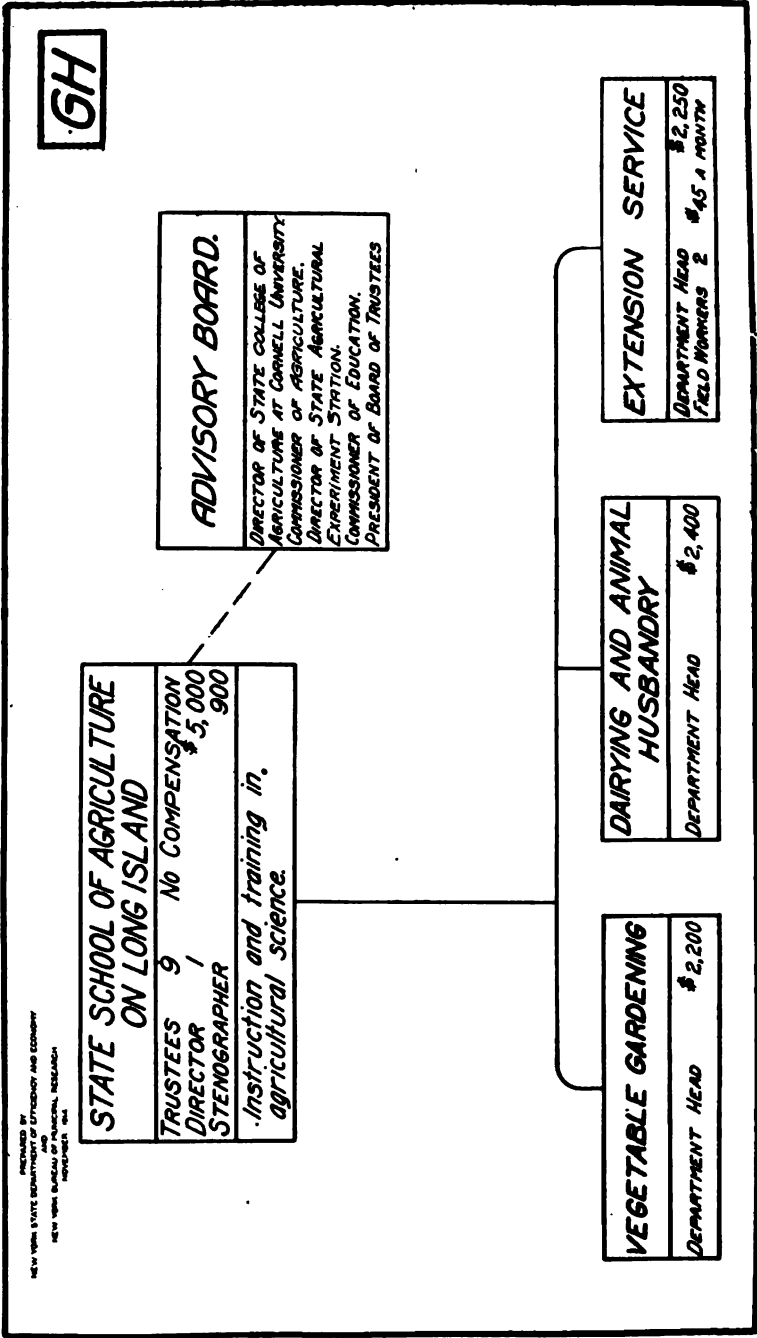 PREPARED BY
NEW YORK STATE DEPARTMENT OF EFFICIENCY AND ECONOMY
AND
NEW YORK BUREAU OF MUNICIPAL RESEARCH
NOVEMBER 1914
GH
STATE SCHOOL OF AGRICULTURE
ON LONG ISLAND
TRUSTEES 9 NO COMPENSATION
DIRECTOR 1 $5,000
STENOGRAPHER 900
Instruction and training in.
agricultural science.
ADVISORY BOARD.
DIRECTOR OF STATE COLLEGE OF
AGRICULTURE AT CORNELL UNIVERSITY.
COMMISSIONER OF AGRICULTURE.
DIRECTOR OF STATE AGRICULTURAL
EXPERIMENT STATION.
COMMISSIONER OF EDUCATION.
PRESIDENT OF BOARD OF TRUSTEES
VEGETABLE GARDENING
DEPARTMENT HEAD $2,200
DAIRYING AND ANIMAL
HUSBANDRY
DEPARTMENT HEAD $2,400
EXTENSION SERVICE
DEPARTMENT HEAD $2,250
FIELD WORKERS 2 $45 A MONTH